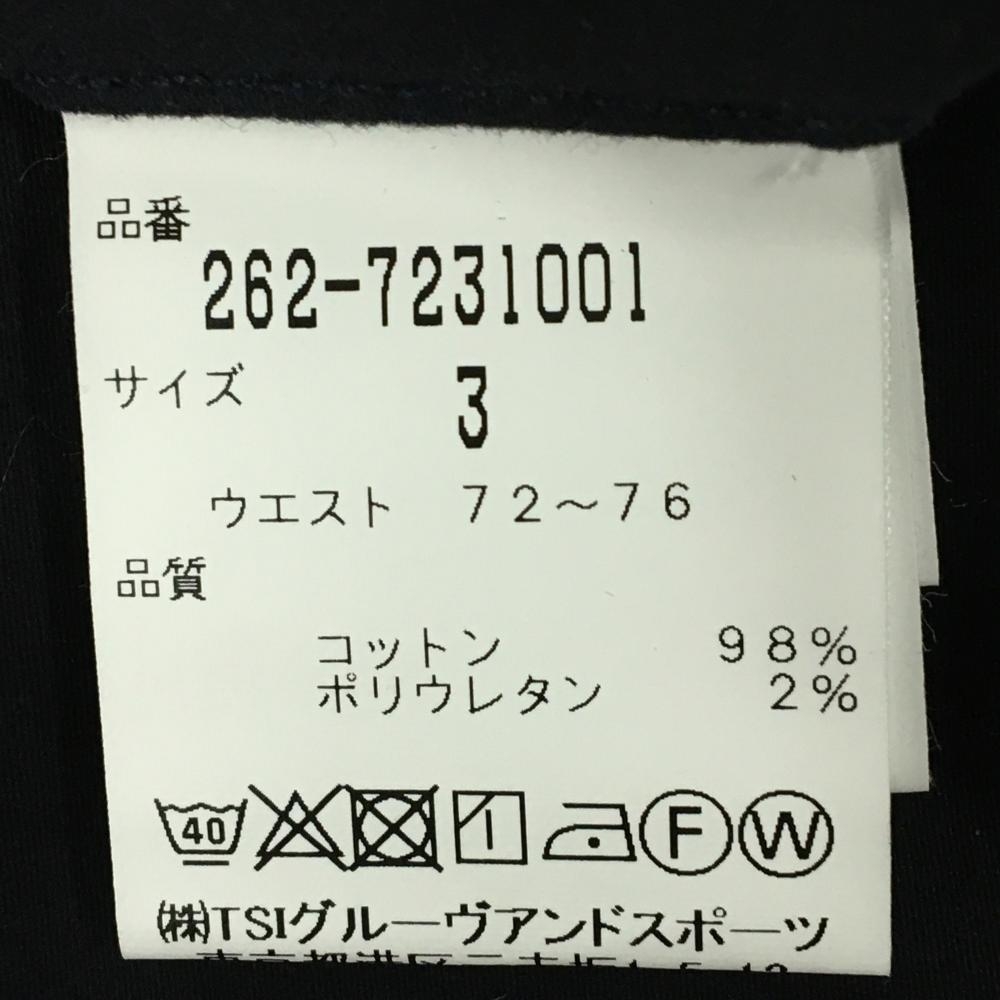 品番
262-7231001
サイズ 3
ウエスト 72～76
品質
コットン 98%
ポリウレタン 2%
40 F W
㈱TSIグルーヴアンドスポーツ